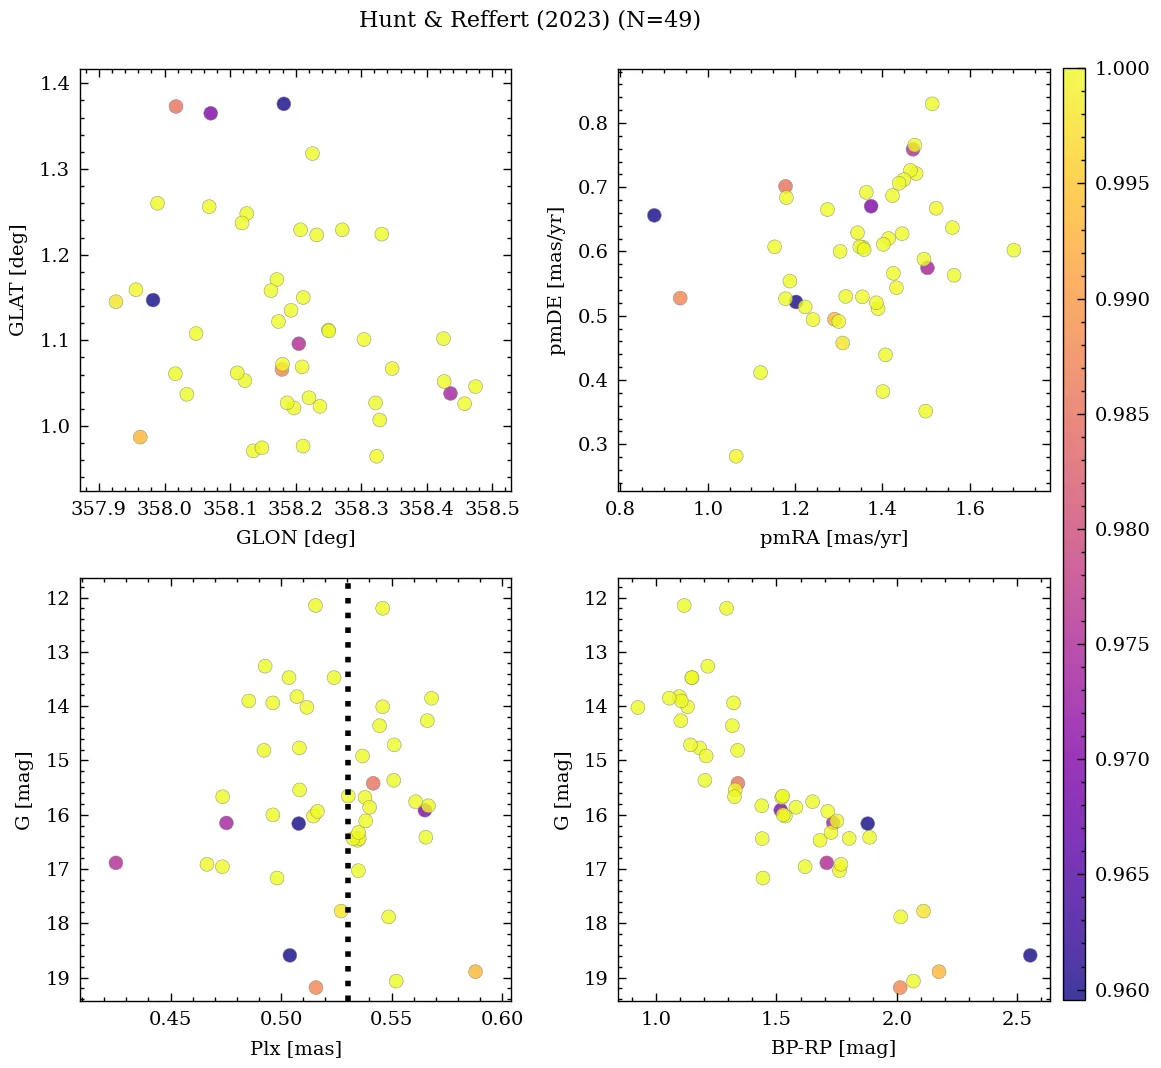 Hunt & Reffert (2023) (N=49)
1.4
1.3
1.2
1.1
1.0
GLAT [deg]
357.9 358.0 358.1 358.2 358.3 358.4 358.5
GLON [deg]
0.8
0.7
0.6
0.5
0.4
0.3
pmDE [mas/yr]
0.8 1.0 1.2 1.4 1.6
pmRA [mas/yr]
12
13
14
15
16
17
18
19
G [mag]
0.45 0.50 0.55 0.60
Plx [mas]
12
13
14
15
16
17
18
19
G [mag]
1.0 1.5 2.0 2.5
BP-RP [mag]
1.000
0.995
0.990
0.985
0.980
0.975
0.970
0.965
0.960